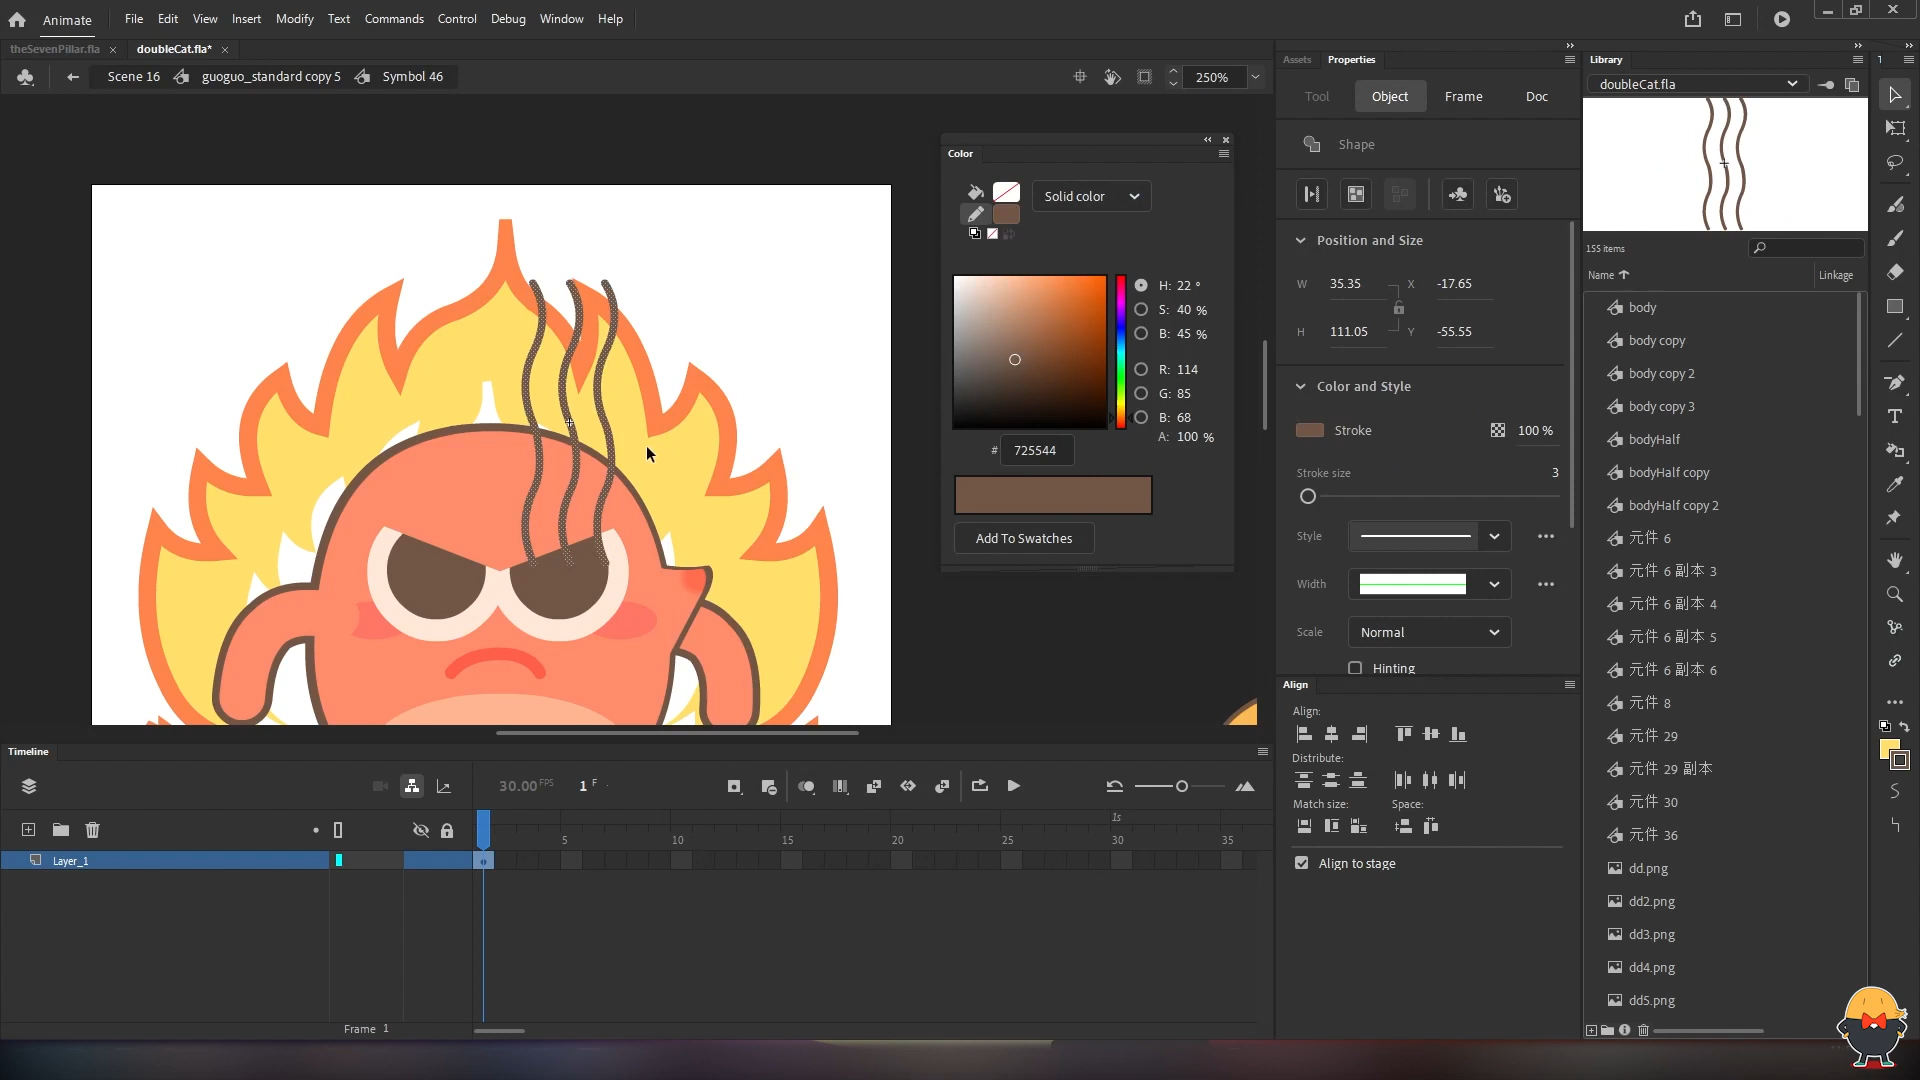 Animate File Edit View Insert Modify Text Commands Control Debug Window Help
theSevenPillar.fla × doubleCat.fla* ×
Scene 16 guoguo_standard copy 5 Symbol 46 250%
Color
Solid color
H: 22 °
S: 40 %
B: 45 %
R: 114
G: 85
B: 68
A: 100 %
# 725544
Add To Swatches
Assets Properties
Tool Object Frame Doc
Shape
Position and Size
W 35.35 X -17.65
H 111.05 Y -55.55
Color and Style
Stroke 100 %
Stroke size 3
Style
Width
Scale Normal
Hinting
Align
Align:
Distribute:
Match size: Space:
Align to stage
Library
doubleCat.fla
155 items
Name Linkage
body
body copy
body copy 2
body copy 3
bodyHalf
bodyHalf copy
bodyHalf copy 2
元件 6
元件 6 副本 3
元件 6 副本 4
元件 6 副本 5
元件 6 副本 6
元件 8
元件 29
元件 29 副本
元件 30
元件 36
dd.png
dd2.png
dd3.png
dd4.png
dd5.png
Timeline
30.00 FPS 1 F
1s
5 10 15 20 25 30 35
Layer_1
Frame 1